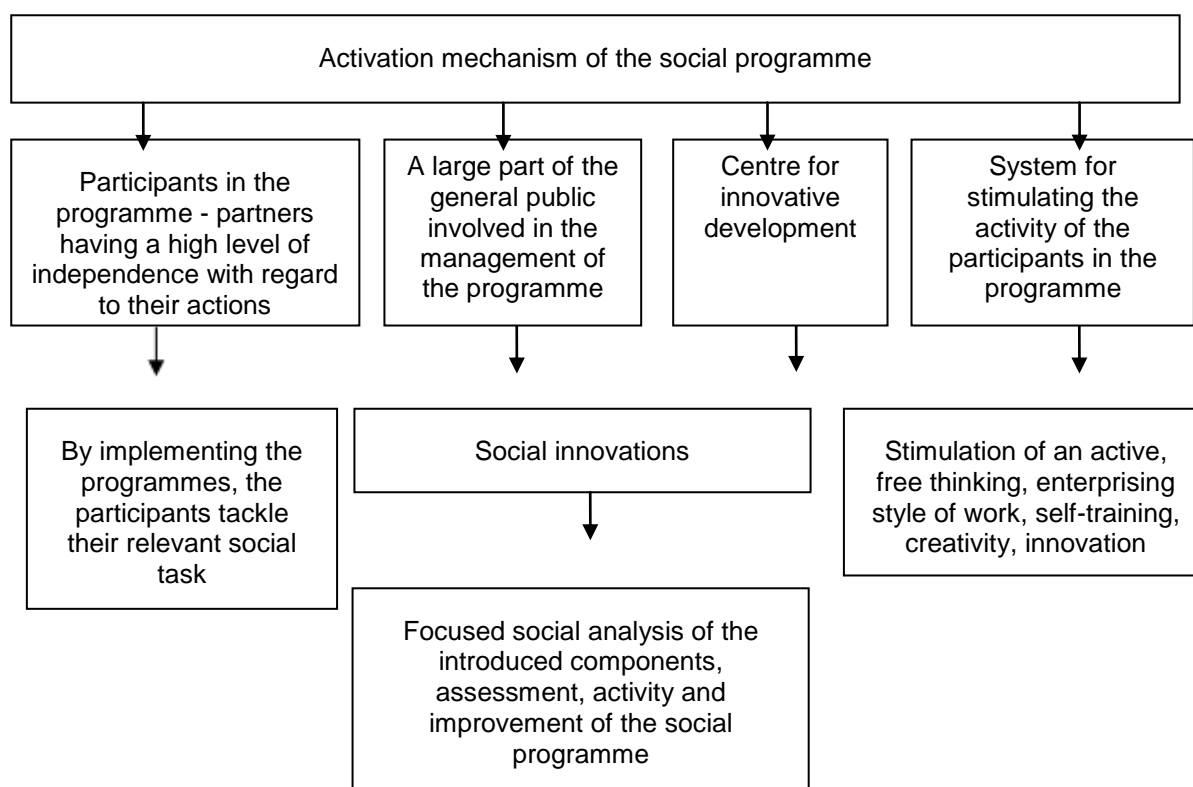 Activation mechanism of the social programme
Participants in the
programme - partners
having a high level of
independence with regard
to their actions
A large part of the
general public
involved in the
management of
the programme
Centre for
innovative
development
System for
stimulating the
activity of the
participants in the
programme
By implementing the
programmes, the
participants tackle
their relevant social
task
Social innovations
Stimulation of an active,
free thinking, enterprising
style of work, self-training,
creativity, innovation
Focused social analysis of the
introduced components,
assessment, activity and
improvement of the social
programme